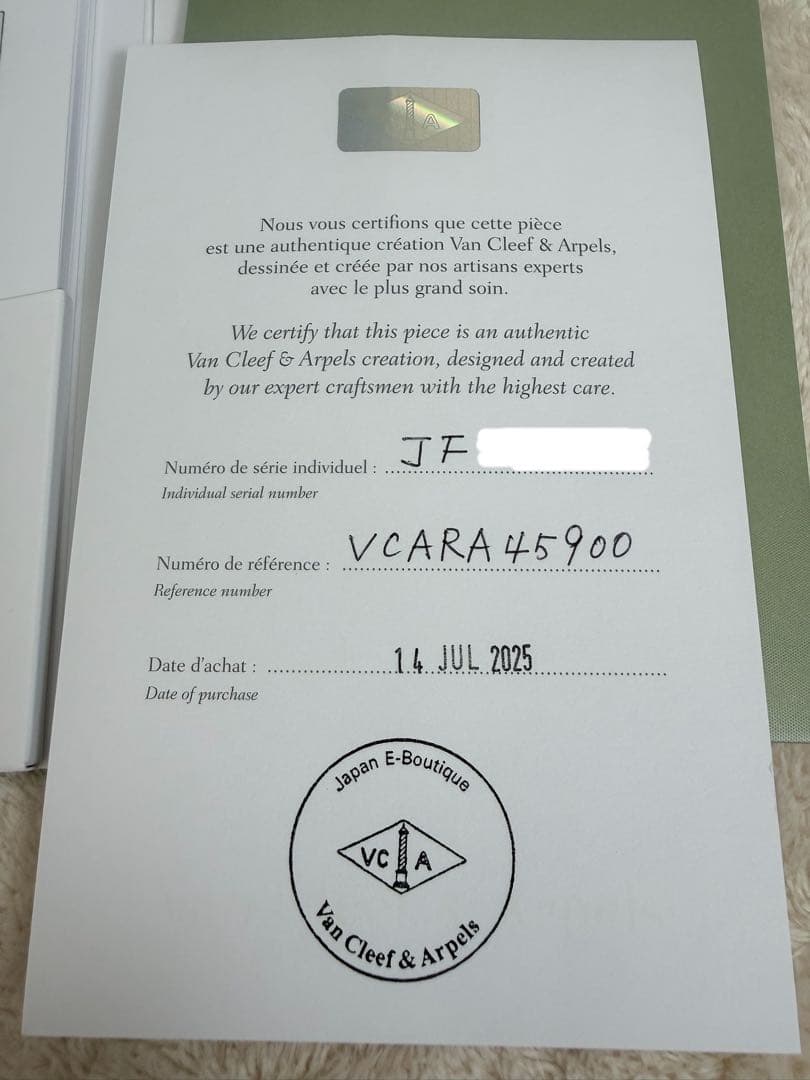 A
Nous vous certifions que cette pièce
est une authentique création Van Cleef & Arpels,
dessinée et créée par nos artisans experts
avec le plus grand soin.
We certify that this piece is an authentic
Van Cleef & Arpels creation, designed and created
by our expert craftsmen with the highest care.
Numéro de série individuel : JF
Individual serial number
Numéro de référence : VCARA45900
Reference number
Date d'achat : 14 JUL 2025
Date of purchase
Japan E-Boutique
VC A
Van Cleef & Arpels